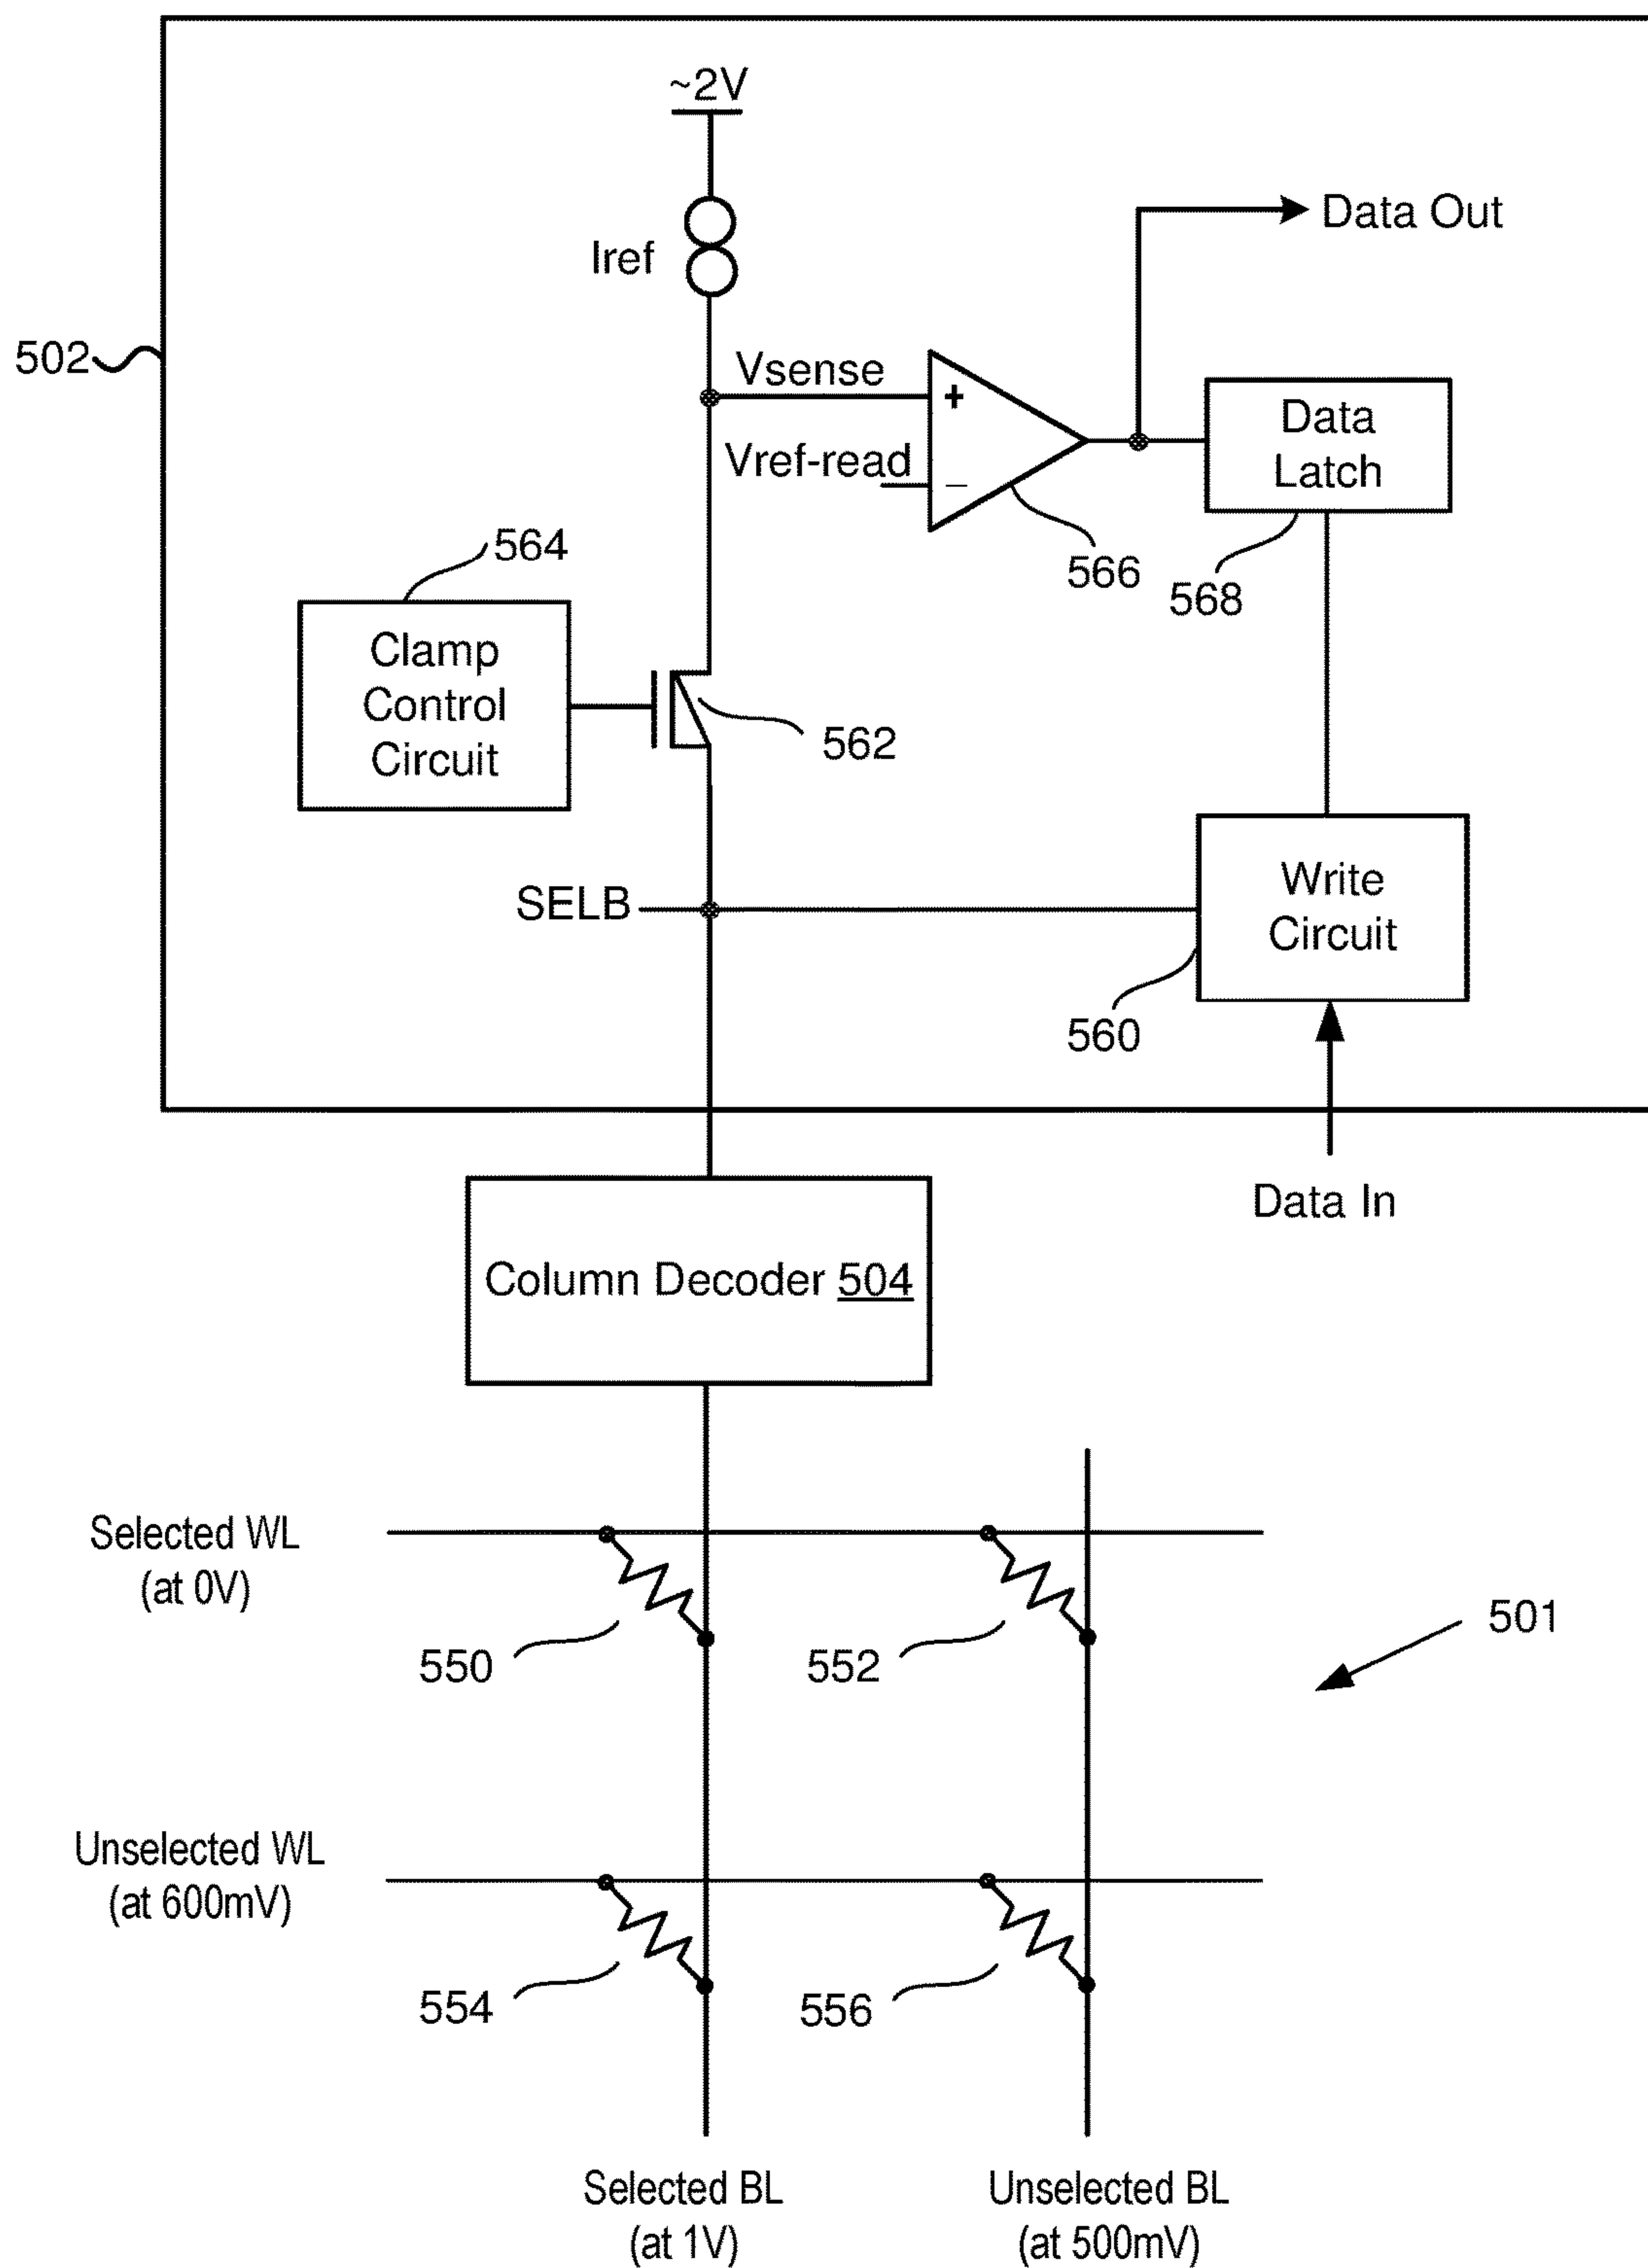 ~2V
Iref
Data Out
502
Vsense
+
Vref-read
−
Data
Latch
566
568
564
Clamp
Control
Circuit
562
SELB
Write
Circuit
560
Data In
Column Decoder 504
Selected WL
(at 0V)
550
552
501
Unselected WL
(at 600mV)
554
556
Selected BL
(at 1V)
Unselected BL
(at 500mV)